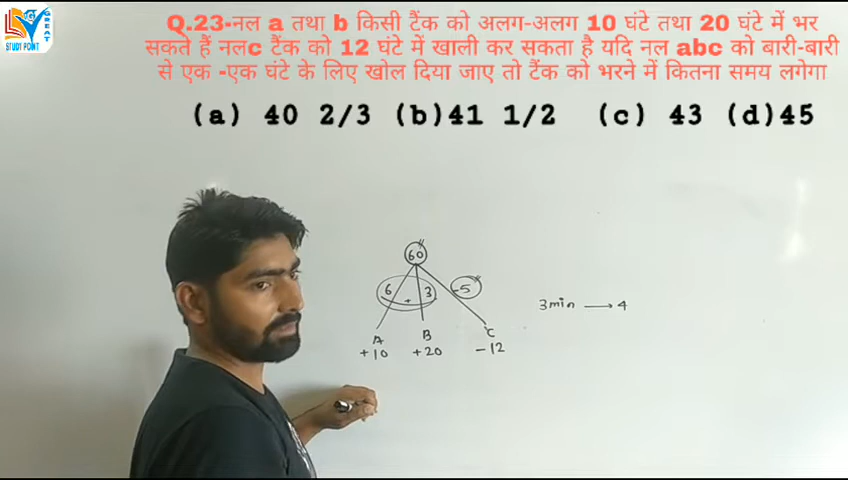 Q.23-नल a तथा b किसी टैंक को अलग-अलग 10 घंटे तथा 20 घंटे में भर
सकते हैं नलc टैंक को 12 घंटे में खाली कर सकता है यदि नल abc को बारी-बारी
से एक -एक घंटे के लिए खोल दिया जाए तो टैंक को भरने में कितना समय लगेगा
(a) 40 2/3 (b)41 1/2 (c) 43 (d)45
STUDY POINT
GREAT
60
6 + 3 -5
3min → 4
A B C
+10 +20 -12